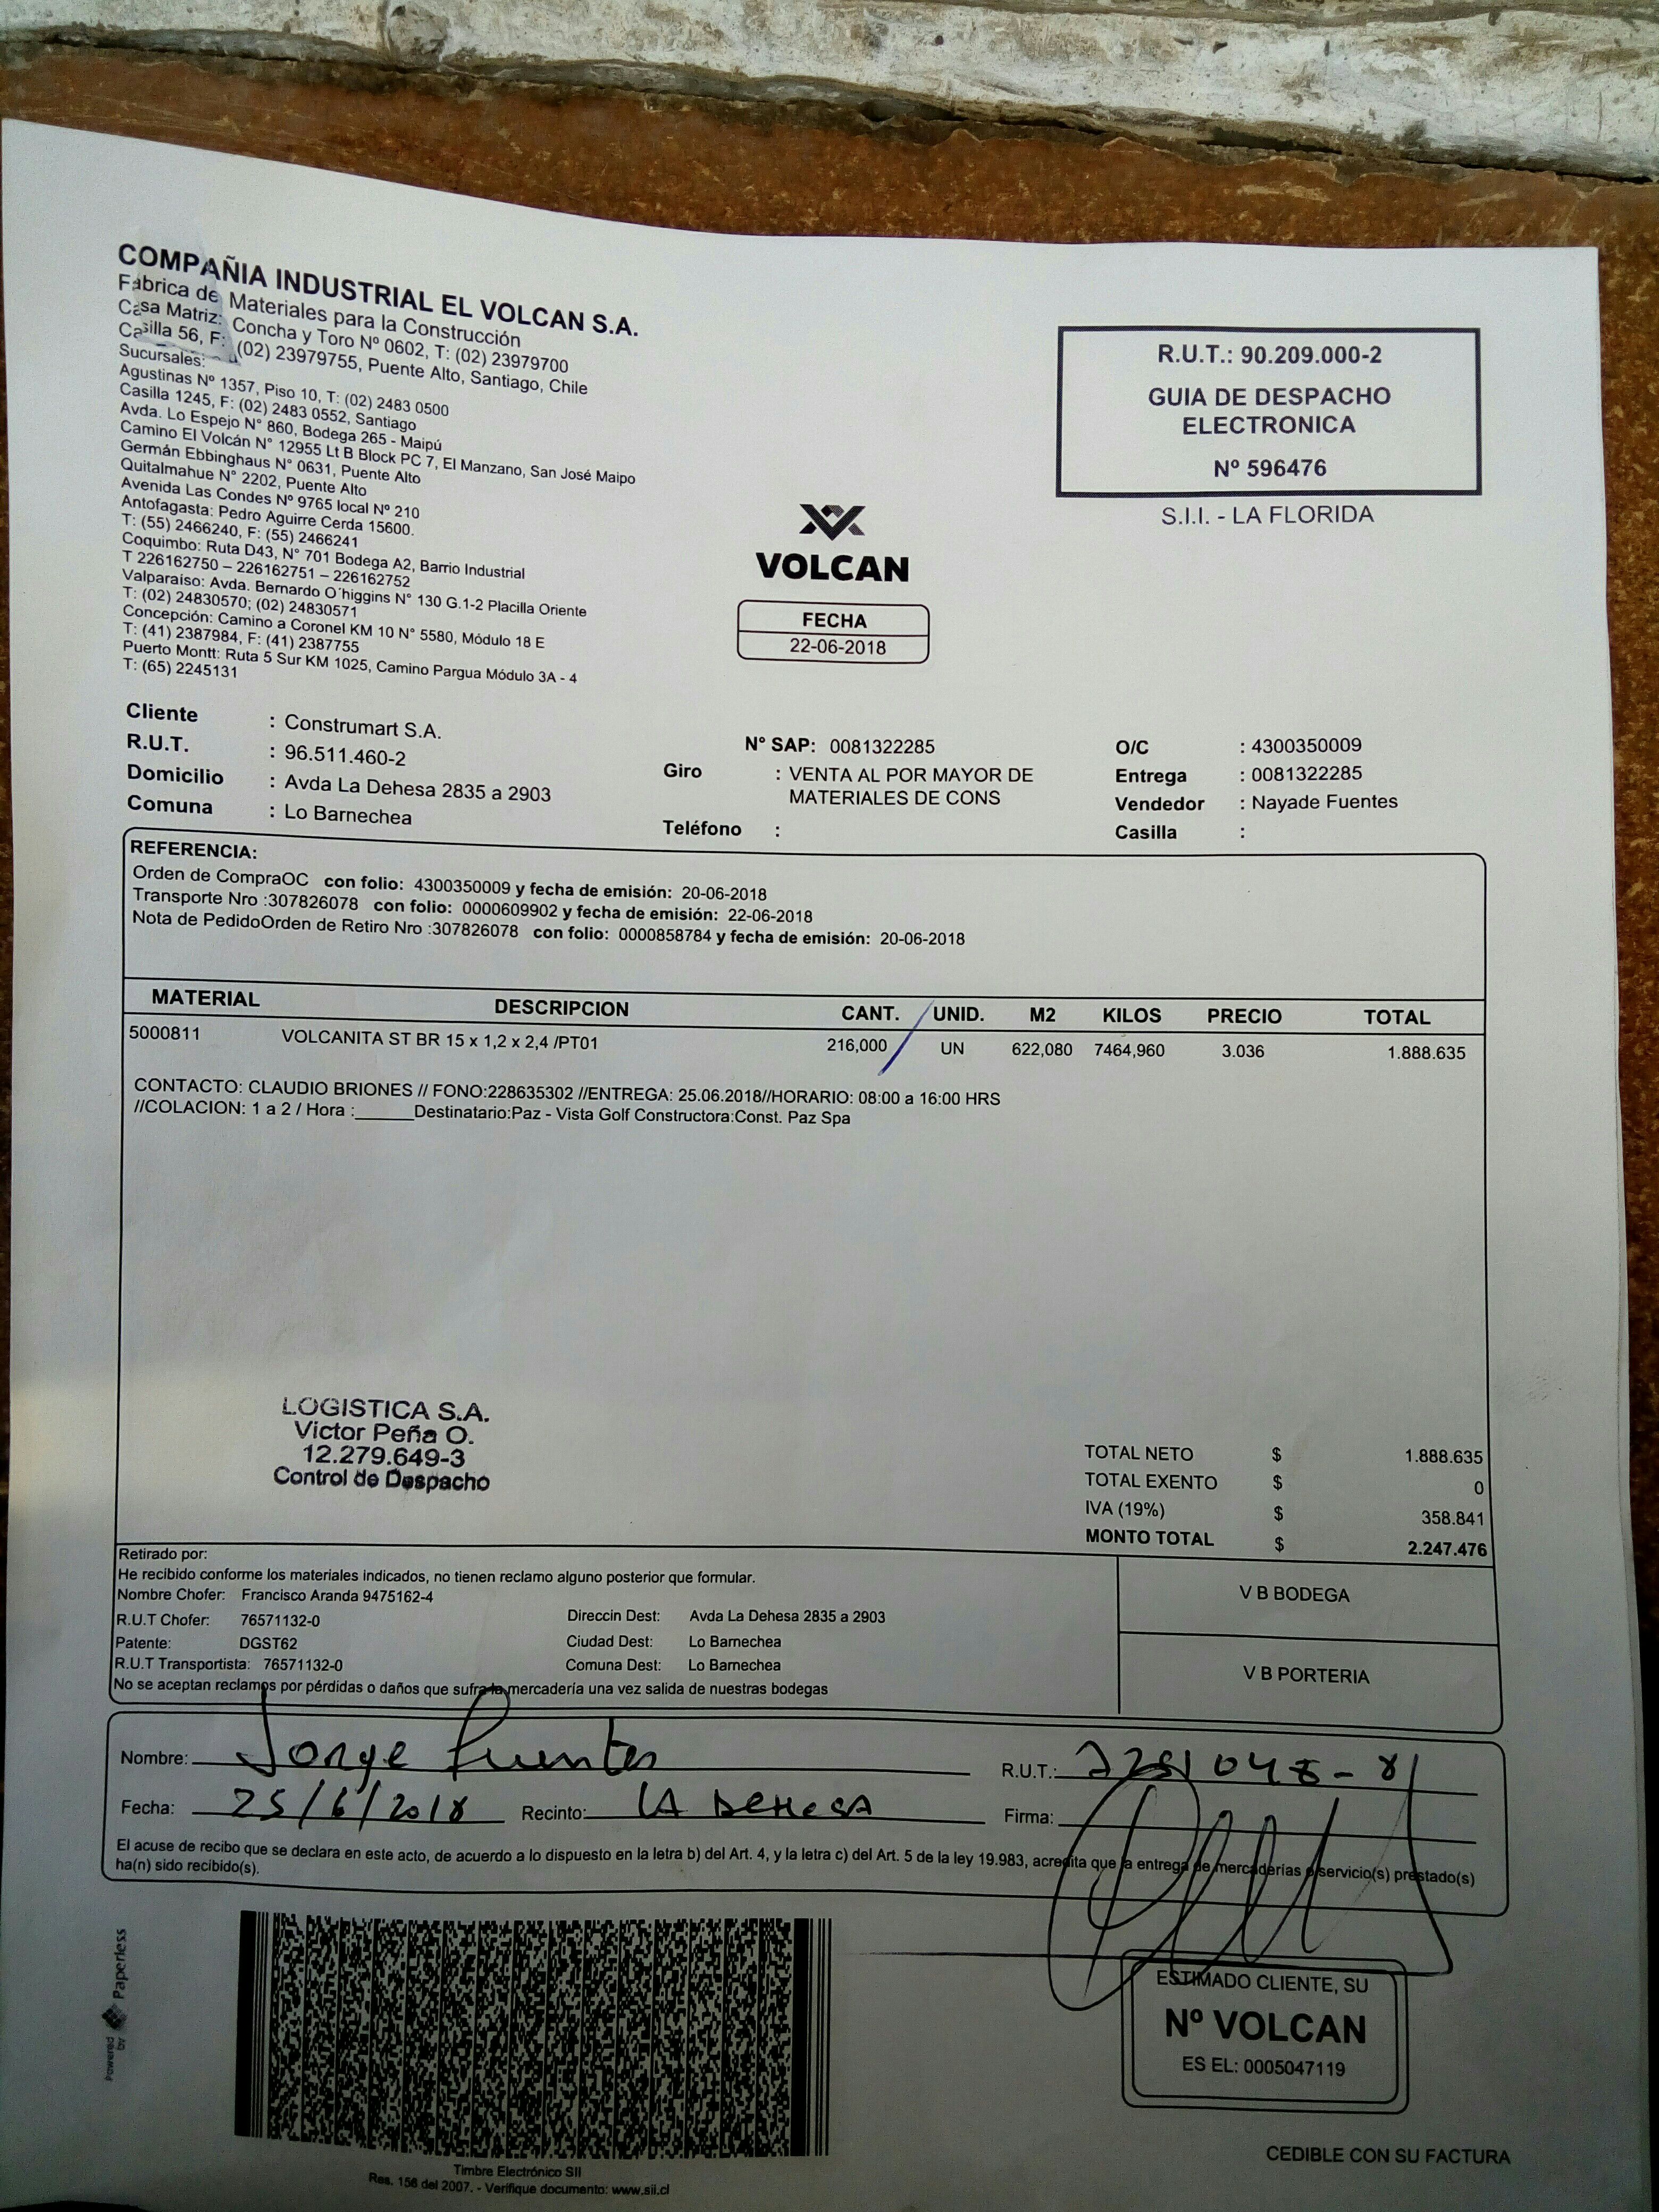 COMPAÑIA INDUSTRIAL EL VOLCAN S.A.
Fabrica de Materiales para la Construcción
Casa Matriz: Concha y Toro Nº 0602, T: (02) 23979700
Casilla 56, F: (02) 23979755, Puente Alto, Santiago, Chile
Sucursales:
Agustinas Nº 1357, Piso 10, T: (02) 2483 0500
Casilla 1245, F: (02) 2483 0552, Santiago
Avda. Lo Espejo N° 860, Bodega 265 - Maipú
Camino El Volcán N° 12955 Lt B Block PC 7, El Manzano, San José Maipo
Germán Ebbinghaus N° 0631, Puente Alto
Quitalmahue N° 2202, Puente Alto
Avenida Las Condes Nº 9765 local Nº 210
Antofagasta: Pedro Aguirre Cerda 15600.
T: (55) 2466240, F: (55) 2466241
Coquimbo: Ruta D43, N° 701 Bodega A2, Barrio Industrial
T 226162750 – 226162751 – 226162752
Valparaiso: Avda. Bernardo O´higgins N° 130 G.1-2 Placilla Oriente
T: (02) 24830570; (02) 24830571
Concepción: Camino a Coronel KM 10 N° 5580, Módulo 18 E
T: (41) 2387984, F: (41) 2387755
Puerto Montt: Ruta 5 Sur KM 1025, Camino Pargua Módulo 3A - 4
T: (65) 2245131
R.U.T.: 90.209.000-2
GUIA DE DESPACHO
ELECTRONICA
Nº 596476
S.I.I. - LA FLORIDA
VOLCAN
FECHA
22-06-2018
Cliente : Construmart S.A.
R.U.T. : 96.511.460-2
Domicilio : Avda La Dehesa 2835 a 2903
Comuna : Lo Barnechea
N° SAP: 0081322285
Giro : VENTA AL POR MAYOR DE
MATERIALES DE CONS
Teléfono :
O/C : 4300350009
Entrega : 0081322285
Vendedor : Nayade Fuentes
Casilla :
REFERENCIA:
Orden de CompraOC con folio: 4300350009 y fecha de emisión: 20-06-2018
Transporte Nro :307826078 con folio: 0000609902 y fecha de emisión: 22-06-2018
Nota de PedidoOrden de Retiro Nro :307826078 con folio: 0000858784 y fecha de emisión: 20-06-2018
MATERIAL DESCRIPCION CANT. UNID. M2 KILOS PRECIO TOTAL
5000811 VOLCANITA ST BR 15 x 1,2 x 2,4 /PT01 216,000 UN 622,080 7464,960 3.036 1.888.635
CONTACTO: CLAUDIO BRIONES // FONO:228635302 //ENTREGA: 25.06.2018//HORARIO: 08:00 a 16:00 HRS
//COLACION: 1 a 2 / Hora :______Destinatario:Paz - Vista Golf Constructora:Const. Paz Spa
LOGISTICA S.A.
Victor Peña O.
12.279.649-3
Control de Despacho
TOTAL NETO $ 1.888.635
TOTAL EXENTO $ 0
IVA (19%) $ 358.841
MONTO TOTAL $ 2.247.476
Retirado por:
He recibido conforme los materiales indicados, no tienen reclamo alguno posterior que formular.
Nombre Chofer: Francisco Aranda 9475162-4
R.U.T Chofer: 76571132-0 Direccin Dest: Avda La Dehesa 2835 a 2903
Patente: DGST62 Ciudad Dest: Lo Barnechea
R.U.T Transportista: 76571132-0 Comuna Dest: Lo Barnechea
No se aceptan reclamos por pérdidas o daños que sufra la mercadería una vez salida de nuestras bodegas
V B BODEGA
V B PORTERIA
Nombre: Jorge Fuentes R.U.T.:
Fecha: 25/6/2018 Recinto: LA DEHESA Firma:
El acuse de recibo que se declara en este acto, de acuerdo a lo dispuesto en la letra b) del Art. 4, y la letra c) del Art. 5 de la ley 19.983, acredita que la entrega de mercaderías o servicio(s) prestado(s)
ha(n) sido recibido(s).
Powered by Paperless
ESTIMADO CLIENTE, SU
Nº VOLCAN
ES EL: 0005047119
Timbre Electrónico SII
Res. 156 del 2007. - Verifique documento: www.sii.cl
CEDIBLE CON SU FACTURA